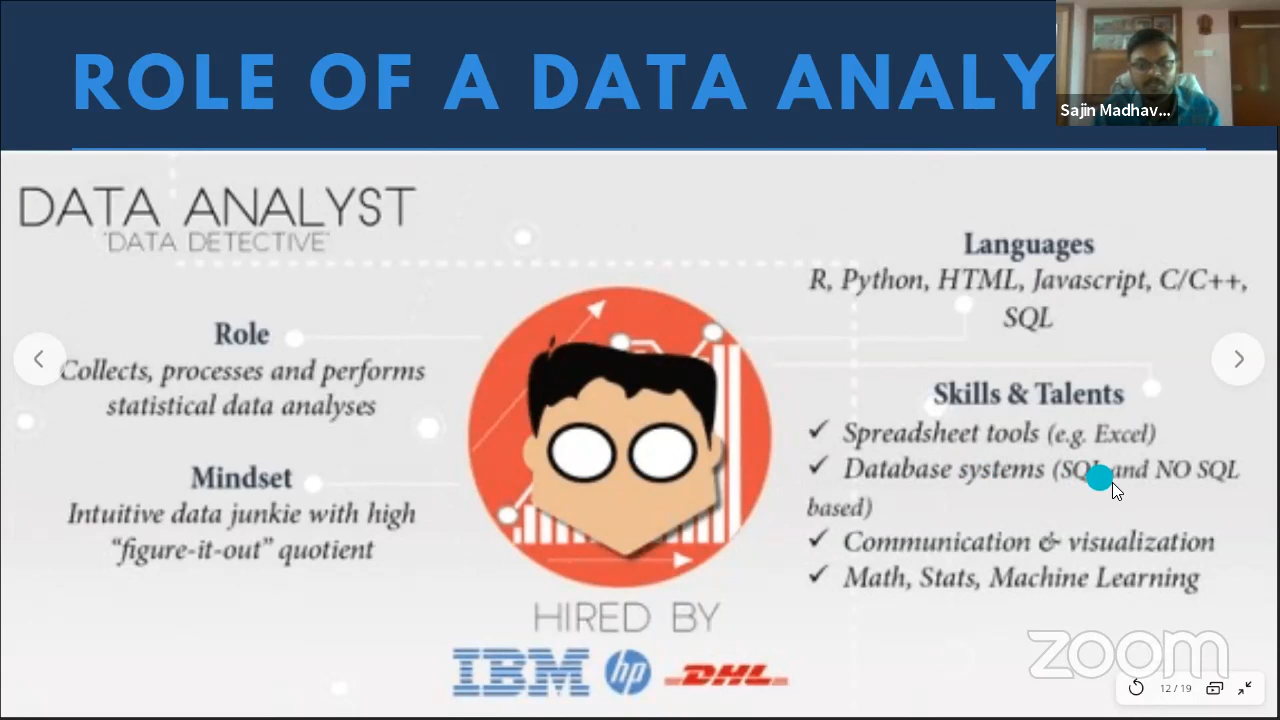 ROLE OF A DATA ANALY
Sajin Madhav...
DATA ANALYST
'DATA DETECTIVE'
Role
Collects, processes and performs
statistical data analyses
Mindset
Intuitive data junkie with high
“figure-it-out” quotient
Languages
R, Python, HTML, Javascript, C/C++,
SQL
Skills & Talents
✓ Spreadsheet tools (e.g. Excel)
✓ Database systems (SQL and NO SQL
based)
✓ Communication & visualization
✓ Math, Stats, Machine Learning
HIRED BY
IBM hp DHL
zoom
12 / 19